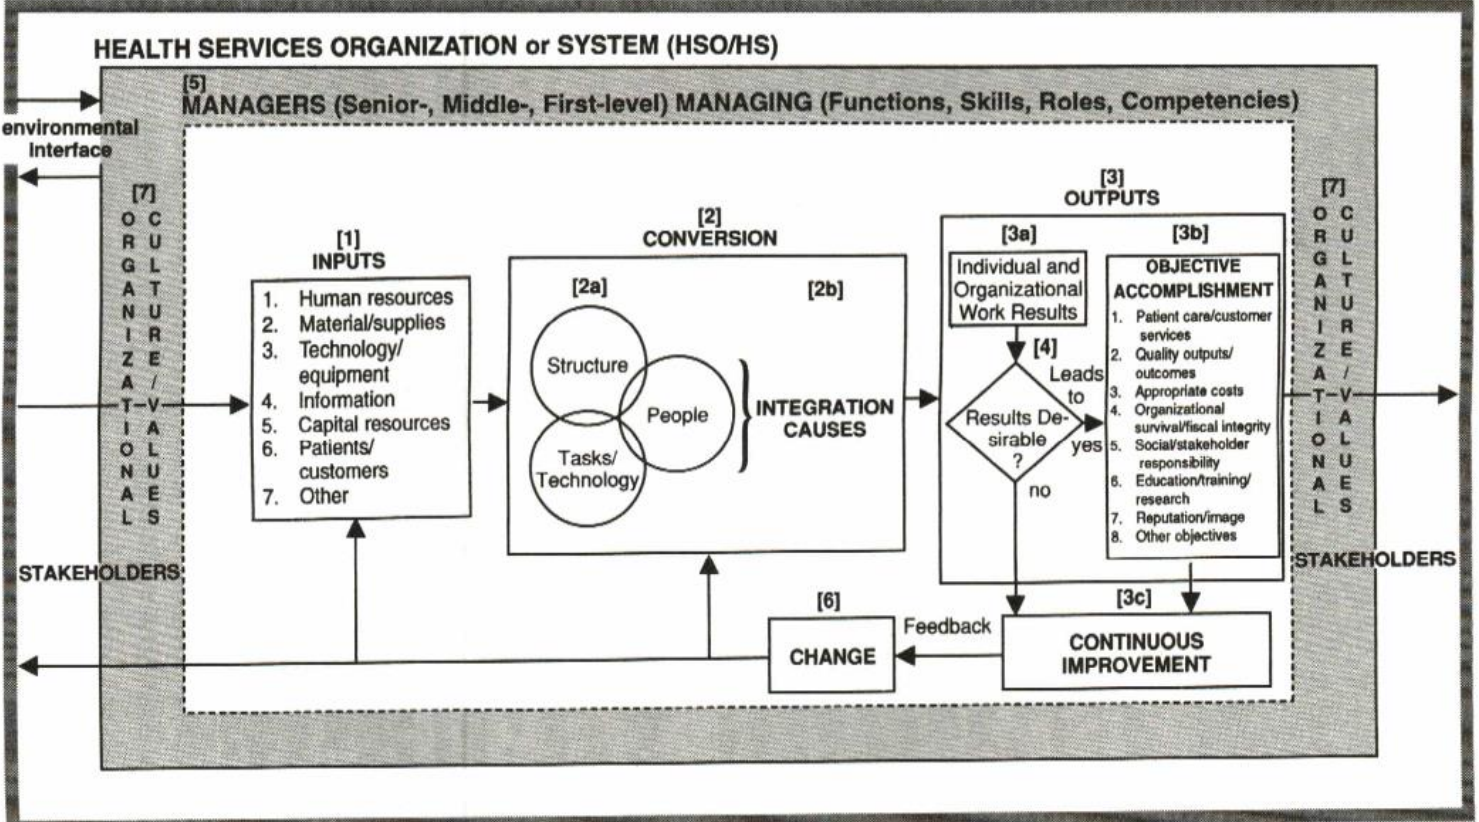 HEALTH SERVICES ORGANIZATION or SYSTEM (HSO/HS)
[5]
MANAGERS (Senior-, Middle-, First-level) MANAGING (Functions, Skills, Roles, Competencies)
environmental
Interface
[7]
ORGANIZATIONAL
CULTURE/VALUES
STAKEHOLDERS
[1]
INPUTS
1. Human resources
2. Material/supplies
3. Technology/
equipment
4. Information
5. Capital resources
6. Patients/
customers
7. Other
[2]
CONVERSION
[2a]
[2b]
Structure
People
Tasks/
Technology
INTEGRATION
CAUSES
[3]
OUTPUTS
[3a]
Individual and
Organizational
Work Results
[4]
Leads
to
Results De-
sirable
?
yes
no
[3b]
OBJECTIVE
ACCOMPLISHMENT
1. Patient care/customer
services
2. Quality outputs/
outcomes
3. Appropriate costs
4. Organizational
survival/fiscal integrity
5. Social/stakeholder
responsibility
6. Education/training/
research
7. Reputation/image
8. Other objectives
[7]
ORGANIZATIONAL
CULTURE/VALUES
STAKEHOLDERS
[3c]
CONTINUOUS
IMPROVEMENT
Feedback
[6]
CHANGE